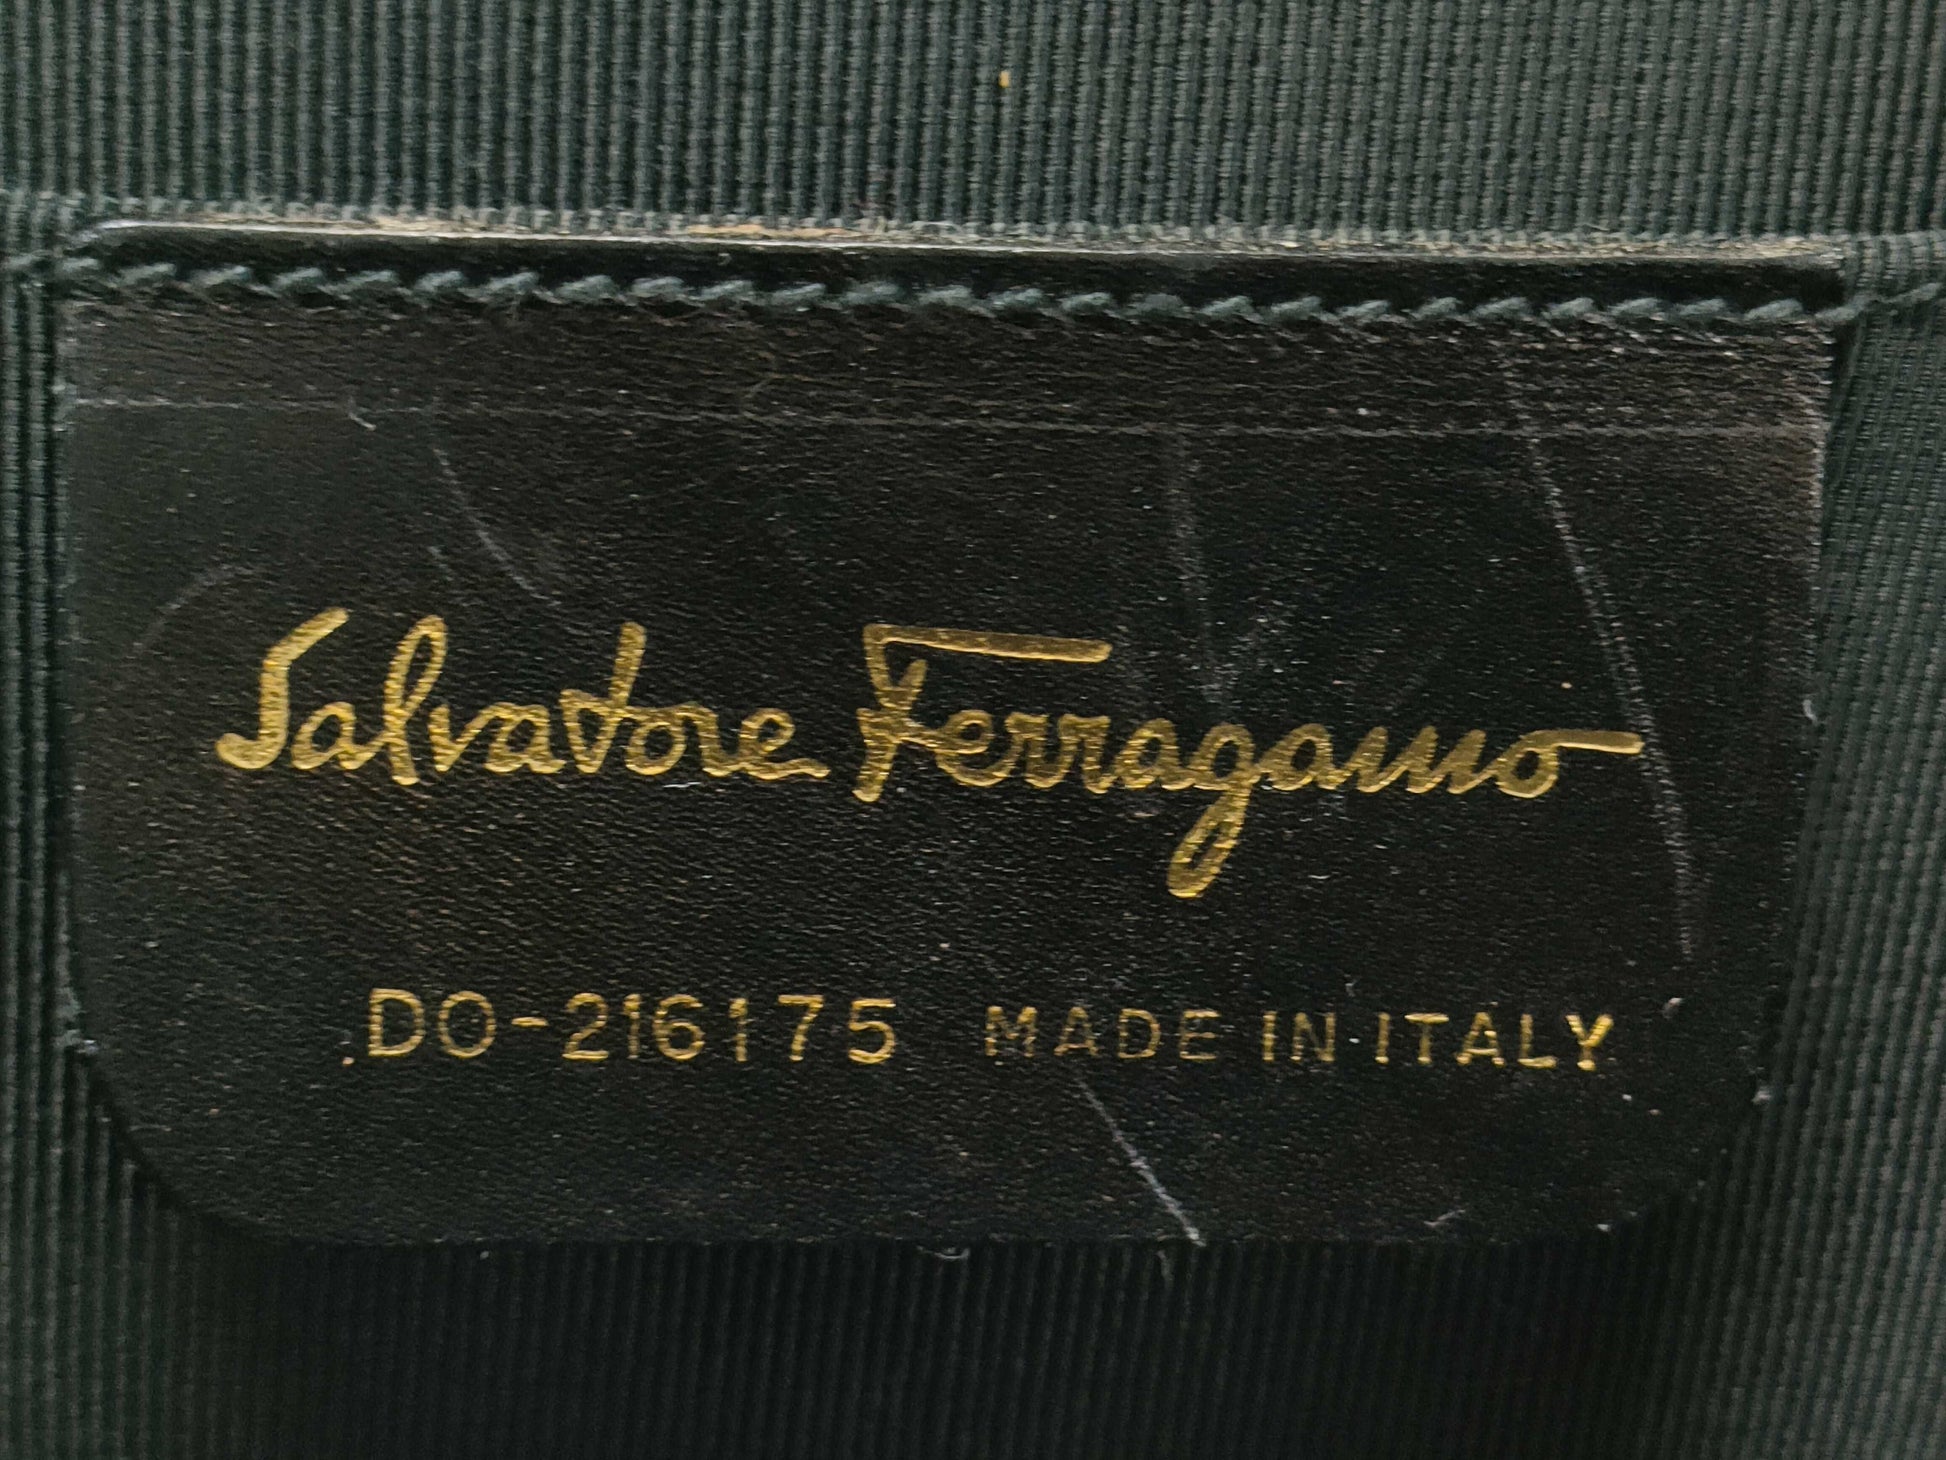 Salvatore Ferragamo
DO-216175 MADE IN ITALY